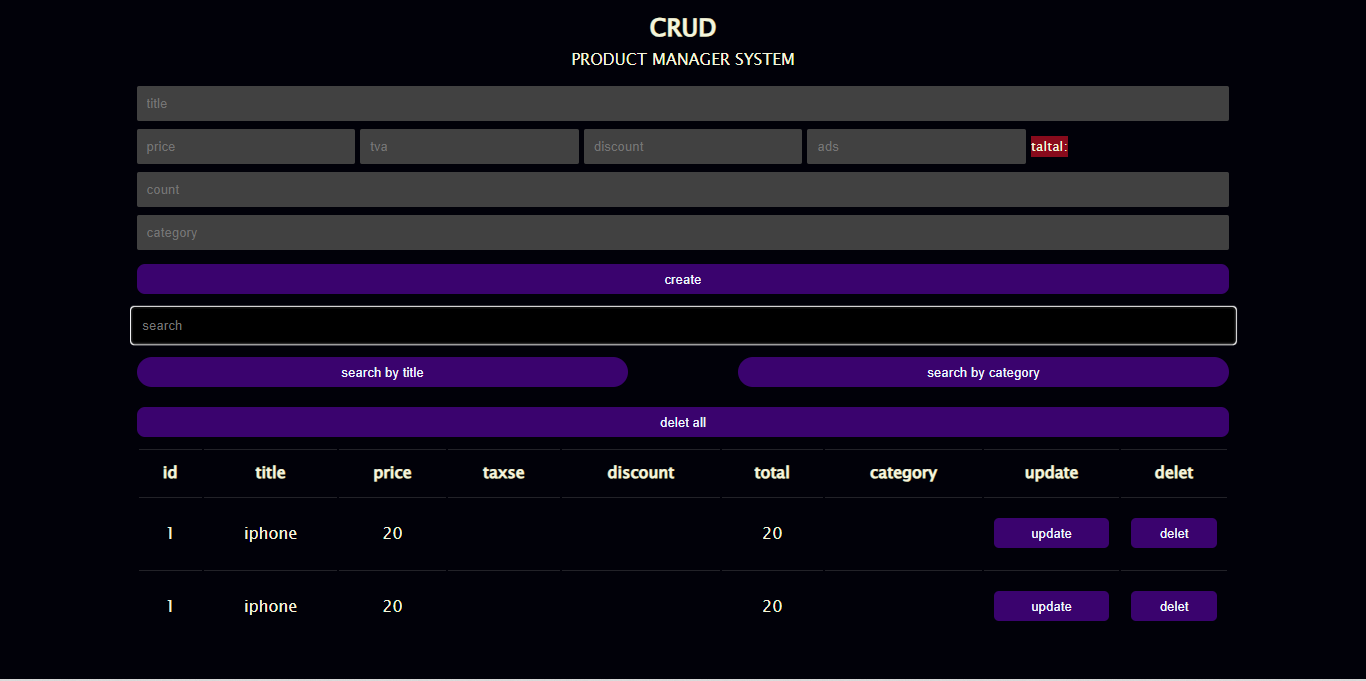 CRUD
PRODUCT MANAGER SYSTEM
title
price tva discount ads taltal:
count
category
create
search
search by title search by category
delet all
id title price taxse discount total category update delet
1 iphone 20 20 update delet
1 iphone 20 20 update delet